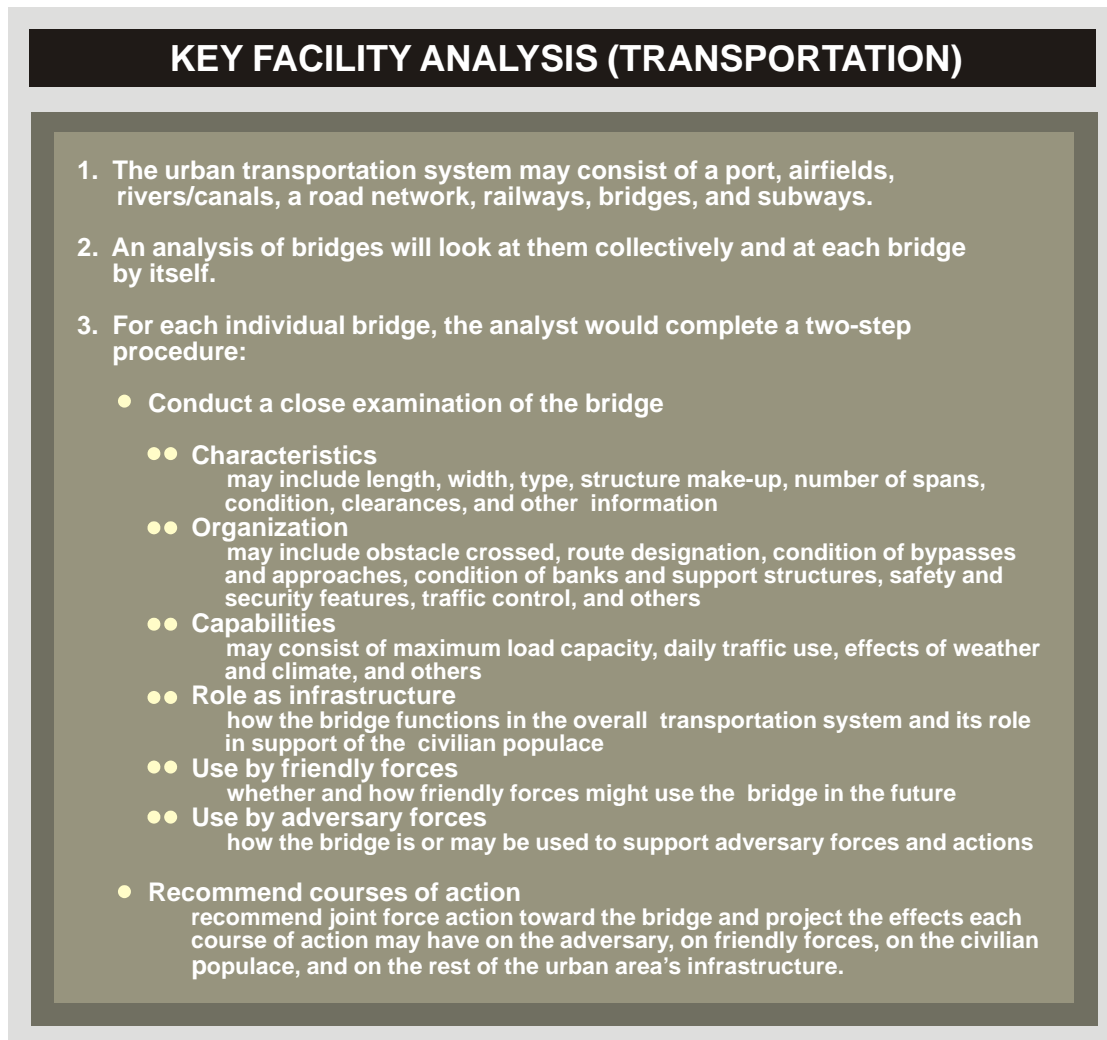 KEY FACILITY ANALYSIS (TRANSPORTATION)
1. The urban transportation system may consist of a port, airfields,
rivers/canals, a road network, railways, bridges, and subways.
2. An analysis of bridges will look at them collectively and at each bridge
by itself.
3. For each individual bridge, the analyst would complete a two-step
procedure:
● Conduct a close examination of the bridge
●● Characteristics
may include length, width, type, structure make-up, number of spans,
condition, clearances, and other information
●● Organization
may include obstacle crossed, route designation, condition of bypasses
and approaches, condition of banks and support structures, safety and
security features, traffic control, and others
●● Capabilities
may consist of maximum load capacity, daily traffic use, effects of weather
and climate, and others
●● Role as infrastructure
how the bridge functions in the overall transportation system and its role
in support of the civilian populace
●● Use by friendly forces
whether and how friendly forces might use the bridge in the future
●● Use by adversary forces
how the bridge is or may be used to support adversary forces and actions
● Recommend courses of action
recommend joint force action toward the bridge and project the effects each
course of action may have on the adversary, on friendly forces, on the civilian
populace, and on the rest of the urban area's infrastructure.